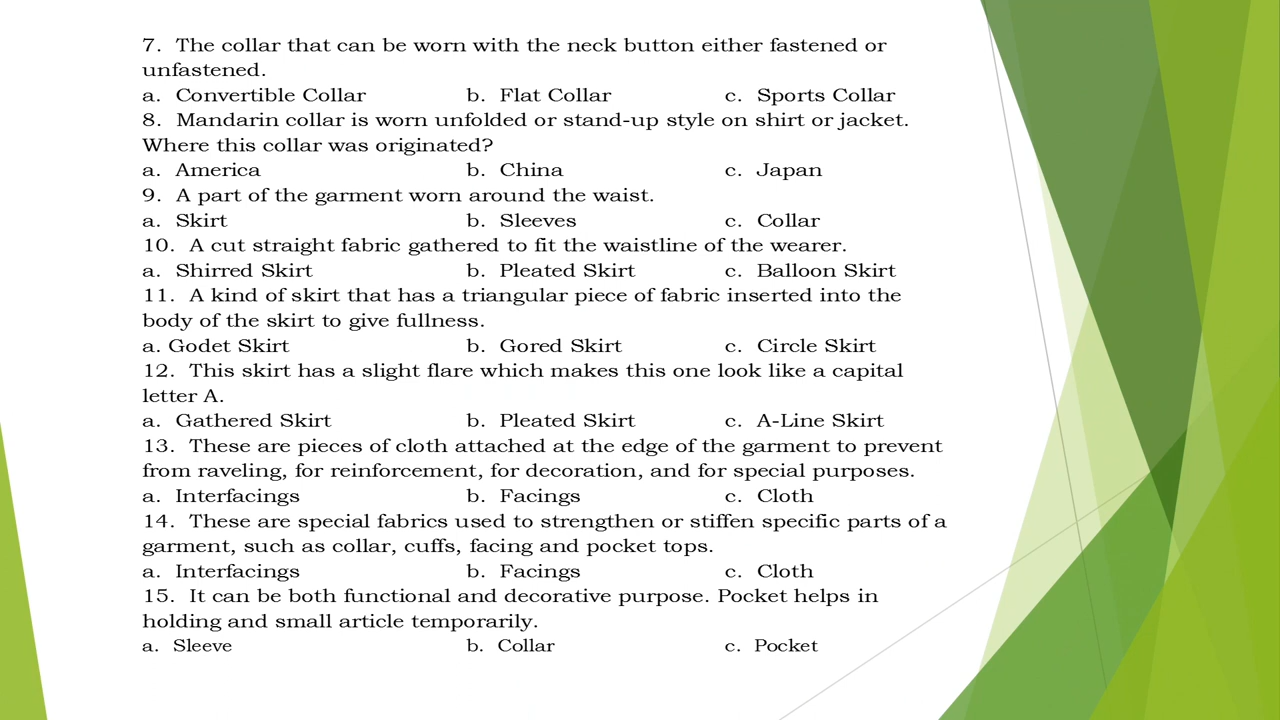 7. The collar that can be worn with the neck button either fastened or
unfastened.
a. Convertible Collar b. Flat Collar c. Sports Collar
8. Mandarin collar is worn unfolded or stand-up style on shirt or jacket.
Where this collar was originated?
a. America b. China c. Japan
9. A part of the garment worn around the waist.
a. Skirt b. Sleeves c. Collar
10. A cut straight fabric gathered to fit the waistline of the wearer.
a. Shirred Skirt b. Pleated Skirt c. Balloon Skirt
11. A kind of skirt that has a triangular piece of fabric inserted into the
body of the skirt to give fullness.
a. Godet Skirt b. Gored Skirt c. Circle Skirt
12. This skirt has a slight flare which makes this one look like a capital
letter A.
a. Gathered Skirt b. Pleated Skirt c. A-Line Skirt
13. These are pieces of cloth attached at the edge of the garment to prevent
from raveling, for reinforcement, for decoration, and for special purposes.
a. Interfacings b. Facings c. Cloth
14. These are special fabrics used to strengthen or stiffen specific parts of a
garment, such as collar, cuffs, facing and pocket tops.
a. Interfacings b. Facings c. Cloth
15. It can be both functional and decorative purpose. Pocket helps in
holding and small article temporarily.
a. Sleeve b. Collar c. Pocket